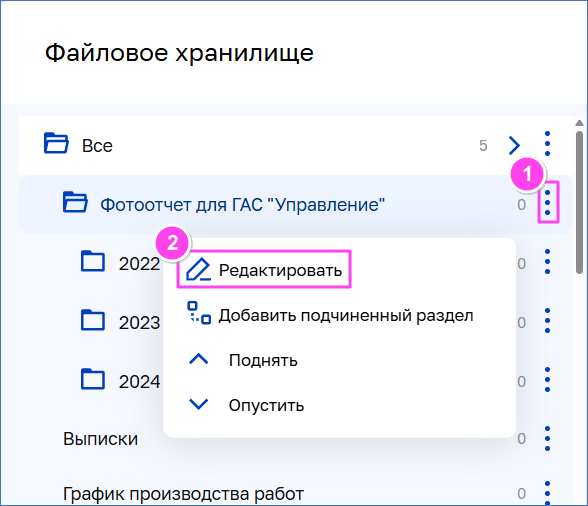 Файловое хранилище
Все 5
1
Фотоотчет для ГАС "Управление" 0
2
Редактировать
2022 0
Добавить подчиненный раздел
2023 0
Поднять
2024 0
Опустить
Выписки 0
График производства работ 0